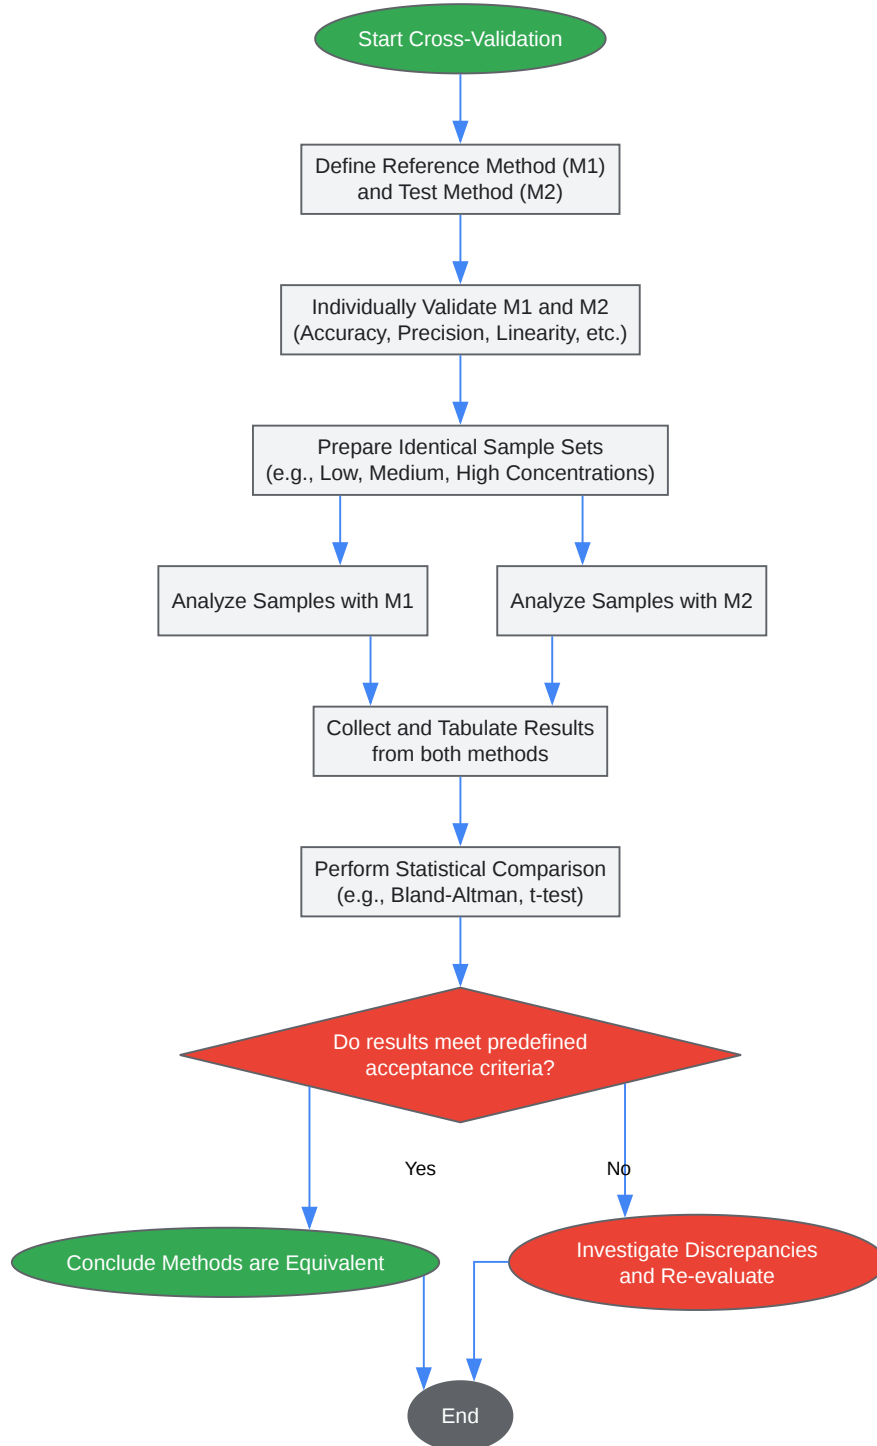 Start Cross-Validation
Define Reference Method (M1)
and Test Method (M2)
Individually Validate M1 and M2
(Accuracy, Precision, Linearity, etc.)
Prepare Identical Sample Sets
(e.g., Low, Medium, High Concentrations)
Analyze Samples with M1
Analyze Samples with M2
Collect and Tabulate Results
from both methods
Perform Statistical Comparison
(e.g., Bland-Altman, t-test)
Do results meet predefined
acceptance criteria?
Yes
No
Conclude Methods are Equivalent
Investigate Discrepancies
and Re-evaluate
End